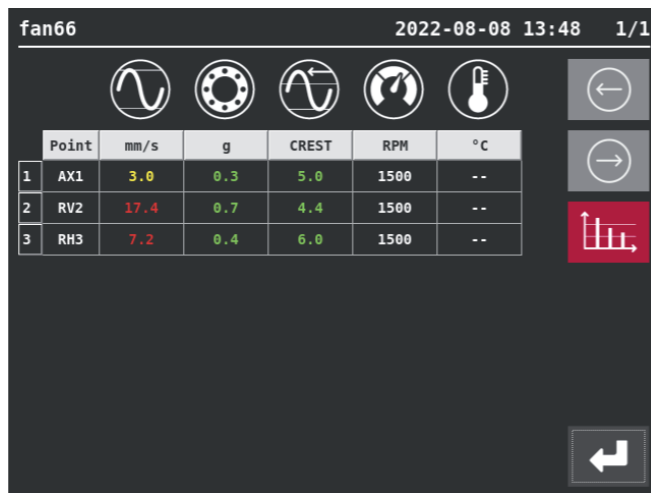 fan66 2022-08-08 13:48 1/1
Point mm/s g CREST RPM °C
1 AX1 3.0 0.3 5.0 1500 --
2 RV2 17.4 0.7 4.4 1500 --
3 RH3 7.2 0.4 6.0 1500 --